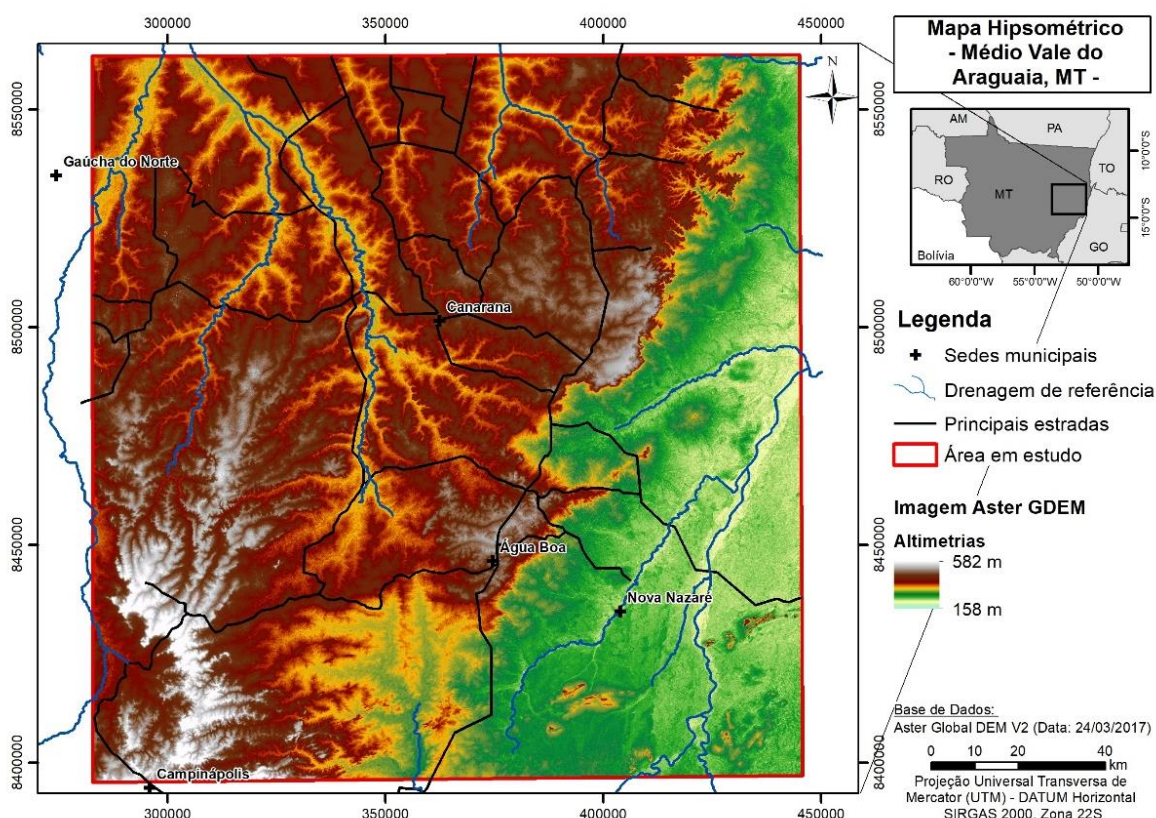 300000
350000
400000
450000
Mapa Hipsométrico
- Médio Vale do
Araguaia, MT -
N
8550000
8550000
AM
PA
RO
MT
TO
GO
Bolívia
10°0'0"S
15°0'0"S
60°0'0"W
55°0'0"W
50°0'0"W
Gaúcha do Norte
Canarana
8500000
8500000
Legenda
Sedes municipais
Drenagem de referência
Principais estradas
Área em estudo
Imagem Aster GDEM
Altimetrias
582 m
158 m
8450000
8450000
Água Boa
Nova Nazaré
Base de Dados:
Aster Global DEM V2 (Data: 24/03/2017)
0 10 20 40
km
Projeção Universal Transversa de
Mercator (UTM) - DATUM Horizontal
SIRGAS 2000. Zona 22S
8400000
8400000
Campinápolis
300000
350000
400000
450000